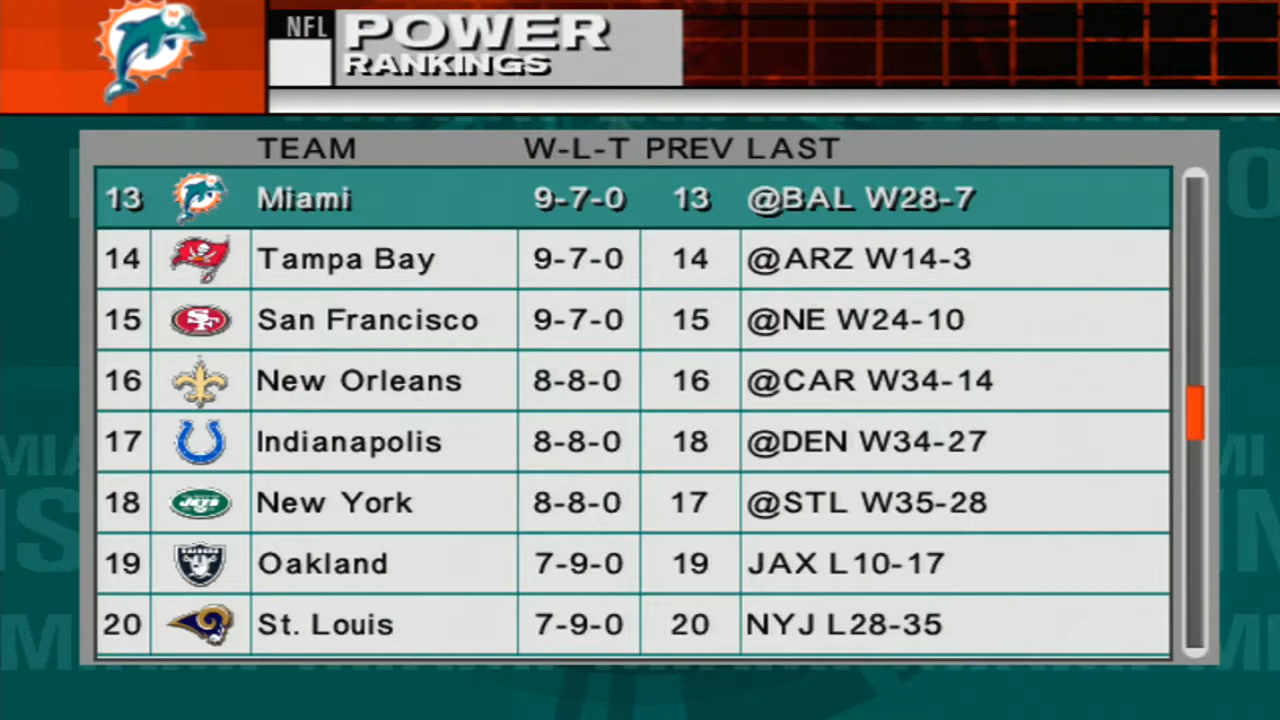 NFL POWER
RANKINGS
TEAM W-L-T PREV LAST
13 Miami 9-7-0 13 @BAL W28-7
14 Tampa Bay 9-7-0 14 @ARZ W14-3
15 San Francisco 9-7-0 15 @NE W24-10
16 New Orleans 8-8-0 16 @CAR W34-14
17 Indianapolis 8-8-0 18 @DEN W34-27
18 New York 8-8-0 17 @STL W35-28
19 Oakland 7-9-0 19 JAX L10-17
20 St. Louis 7-9-0 20 NYJ L28-35